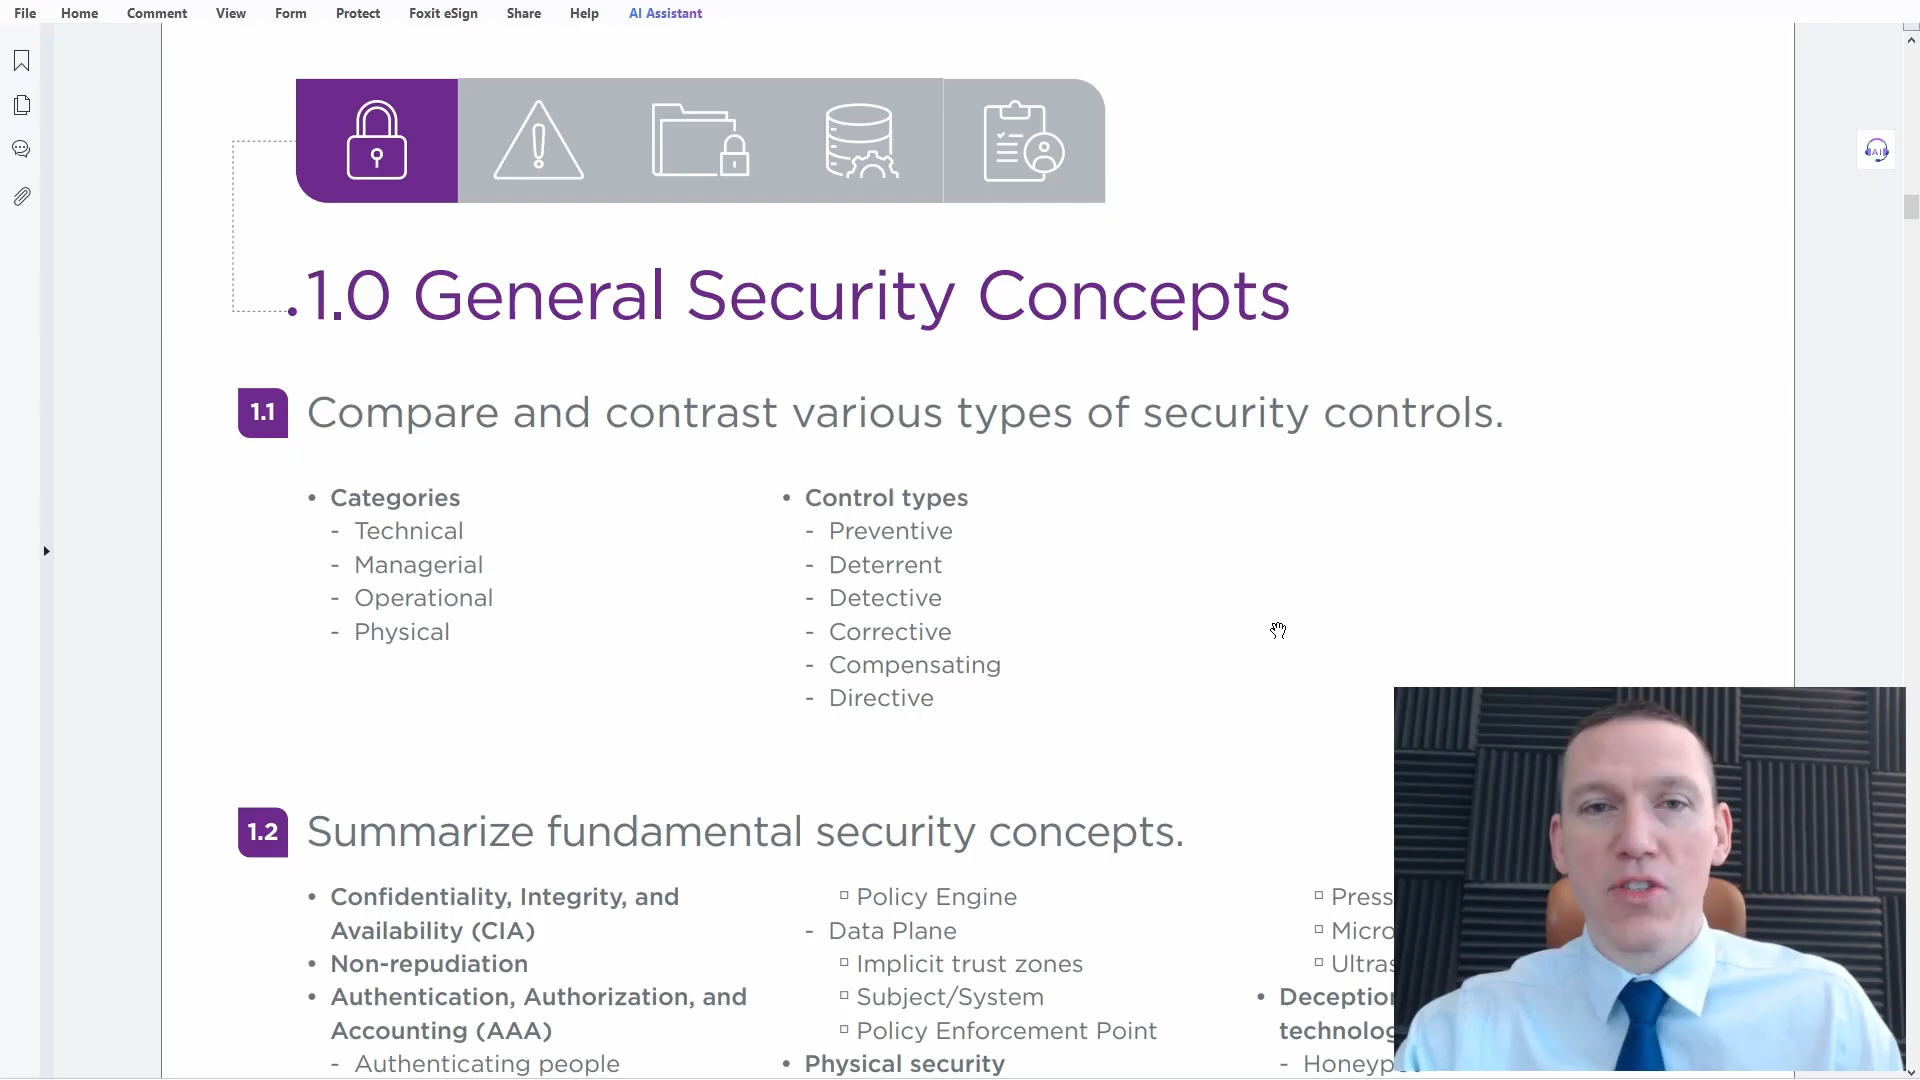 File Home Comment View Form Protect Foxit eSign Share Help AI Assistant
AI
1.0 General Security Concepts
1.1 Compare and contrast various types of security controls.
• Categories
- Technical
- Managerial
- Operational
- Physical
• Control types
- Preventive
- Deterrent
- Detective
- Corrective
- Compensating
- Directive
1.2 Summarize fundamental security concepts.
• Confidentiality, Integrity, and
Availability (CIA)
• Non-repudiation
• Authentication, Authorization, and
Accounting (AAA)
- Authenticating people
Policy Engine
- Data Plane
Implicit trust zones
Subject/System
Policy Enforcement Point
• Physical security
Press
Micro
Ultras
• Deception
technolog
- Honeyp